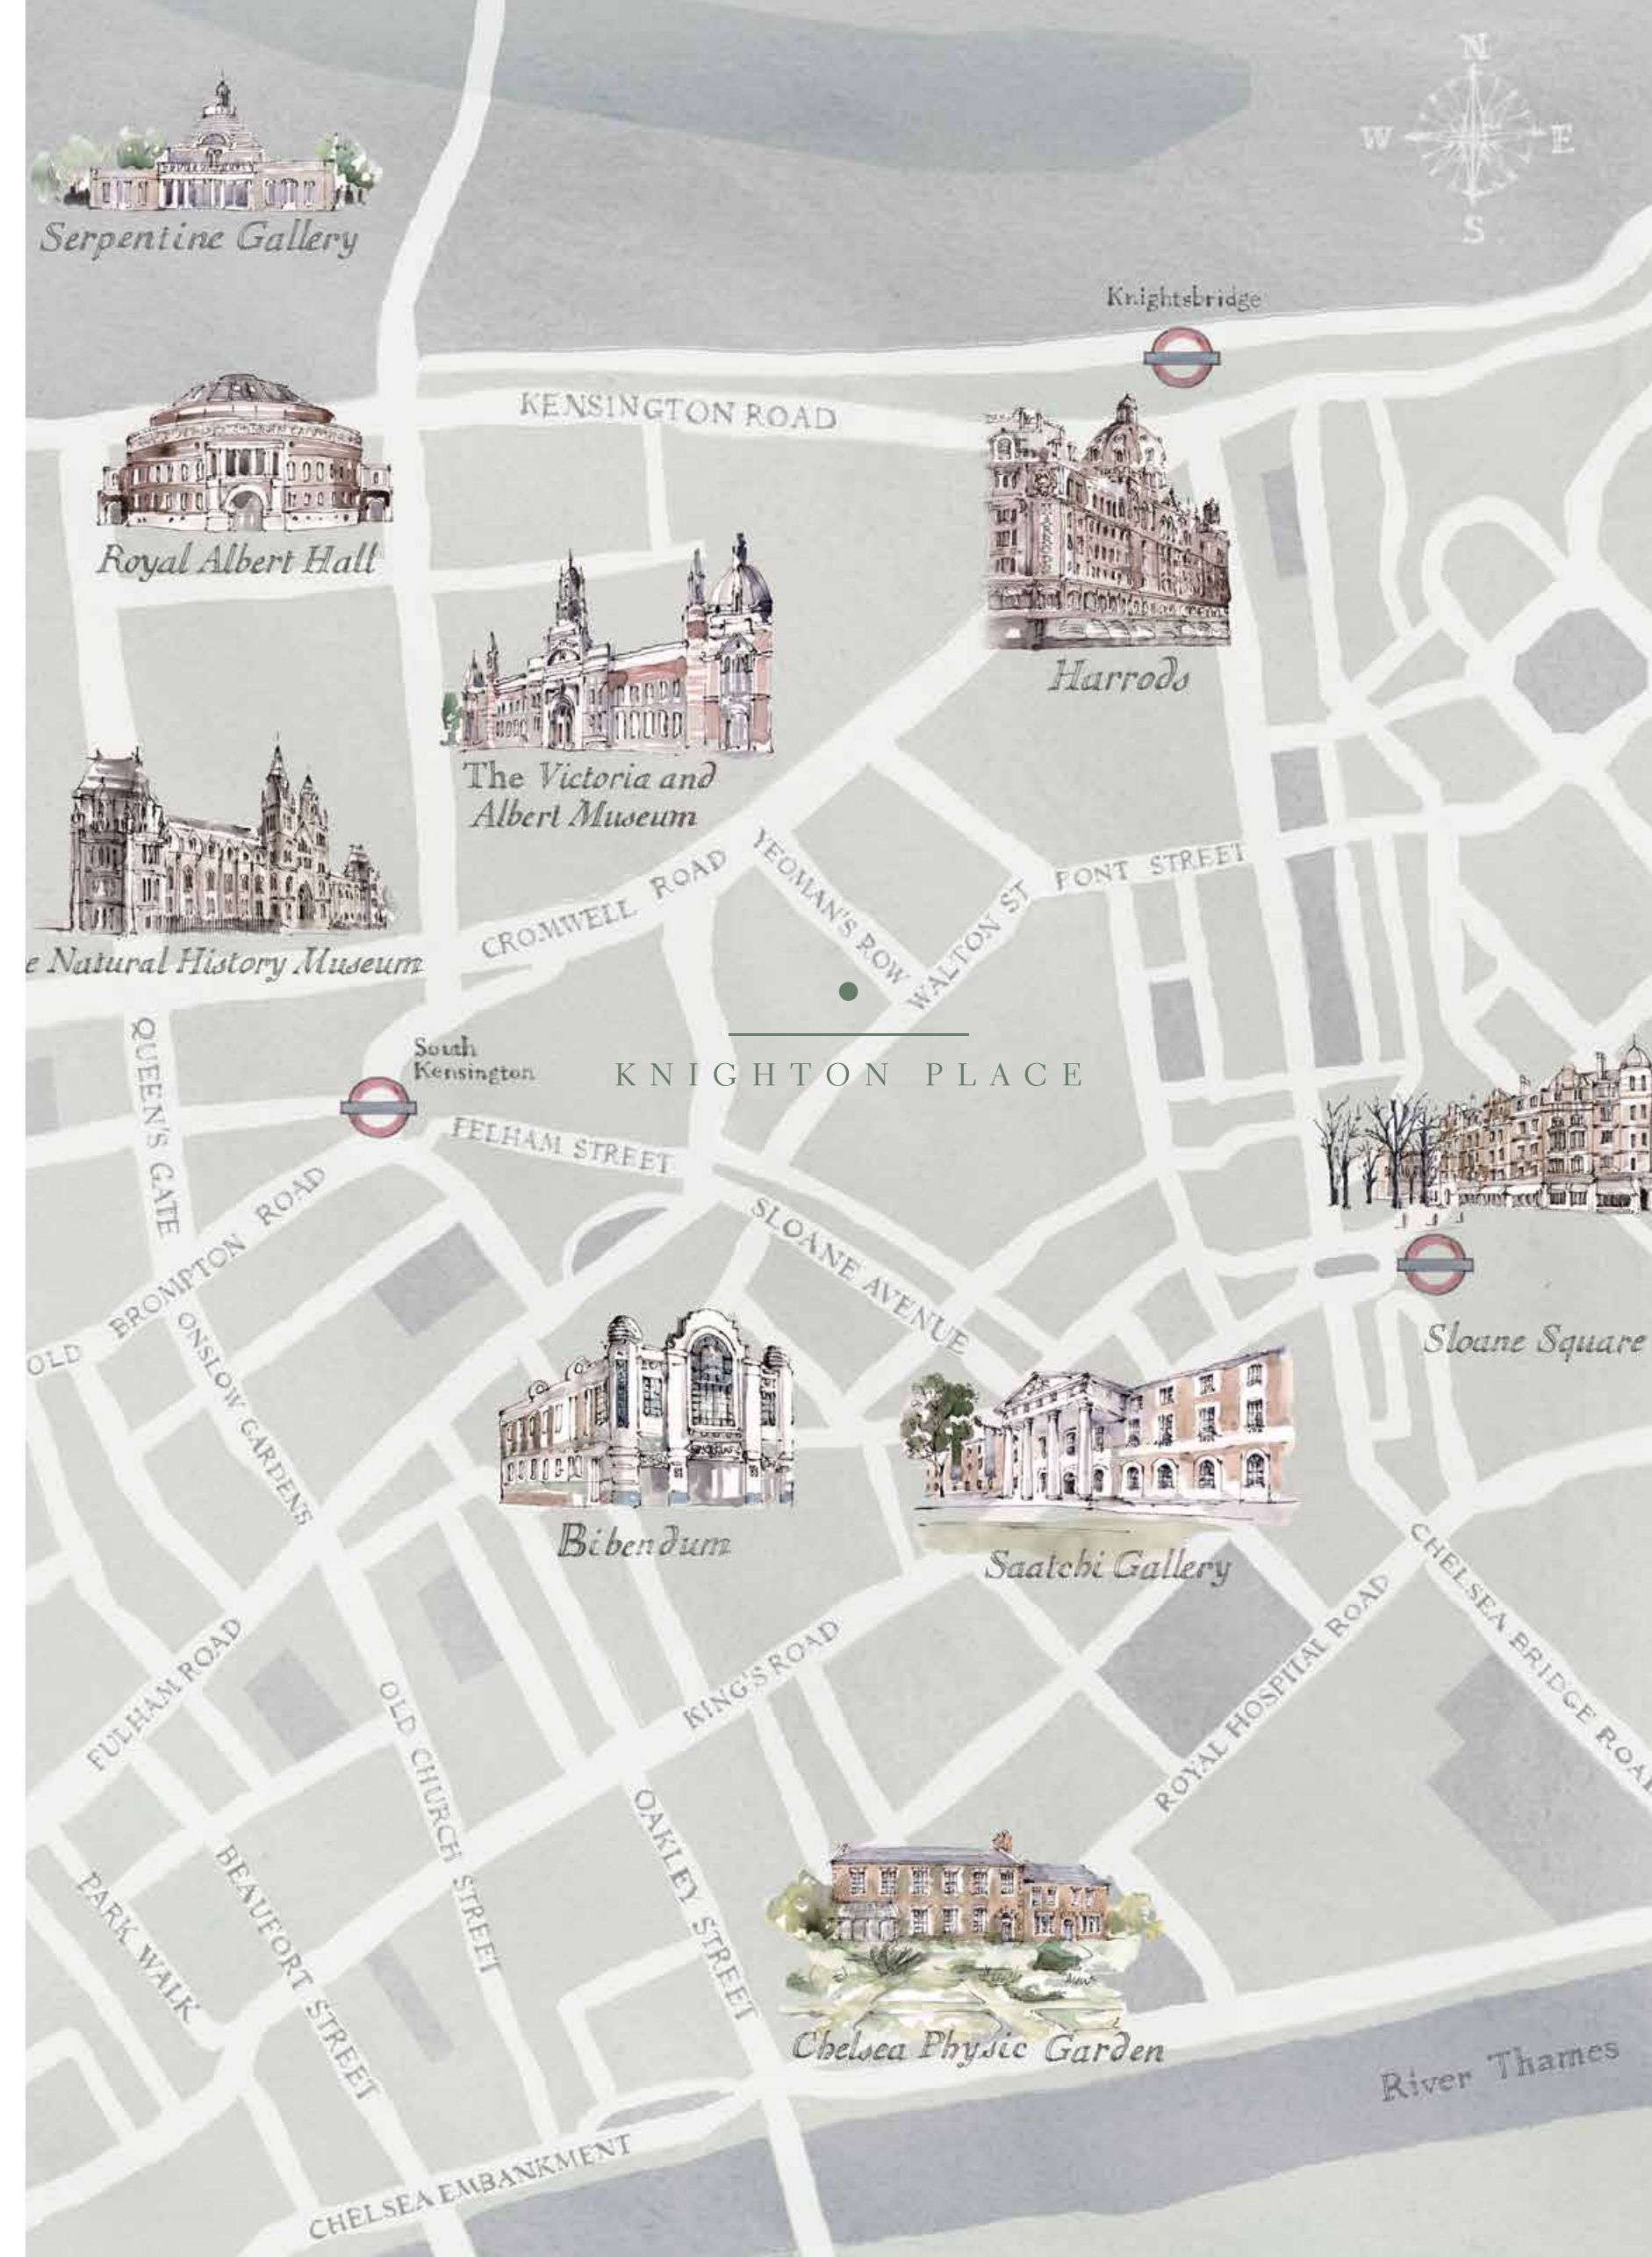 N
W
E
S
Serpentine Gallery
Knightsbridge
KENSINGTON ROAD
Royal Albert Hall
HARRODS
Harrods
The Victoria and
Albert Museum
CROMWELL ROAD
YEOMAN'S ROW
WALTON ST
PONT STREET
e Natural History Museum
South
Kensington
KNIGHTON PLACE
QUEEN'S GATE
PELHAM STREET
SLOANE AVENUE
OLD BROMPTON ROAD
ONSLOW GARDENS
Sloane Square
Bibendum
Saatchi Gallery
CHELSEA BRIDGE ROA
ROYAL HOSPITAL ROAD
KING'S ROAD
FULHAM ROAD
OLD CHURCH STREET
OAKLEY STREET
BEAUFORT STREET
PARK WALK
Chelsea Physic Garden
River Thames
CHELSEA EMBANKMENT